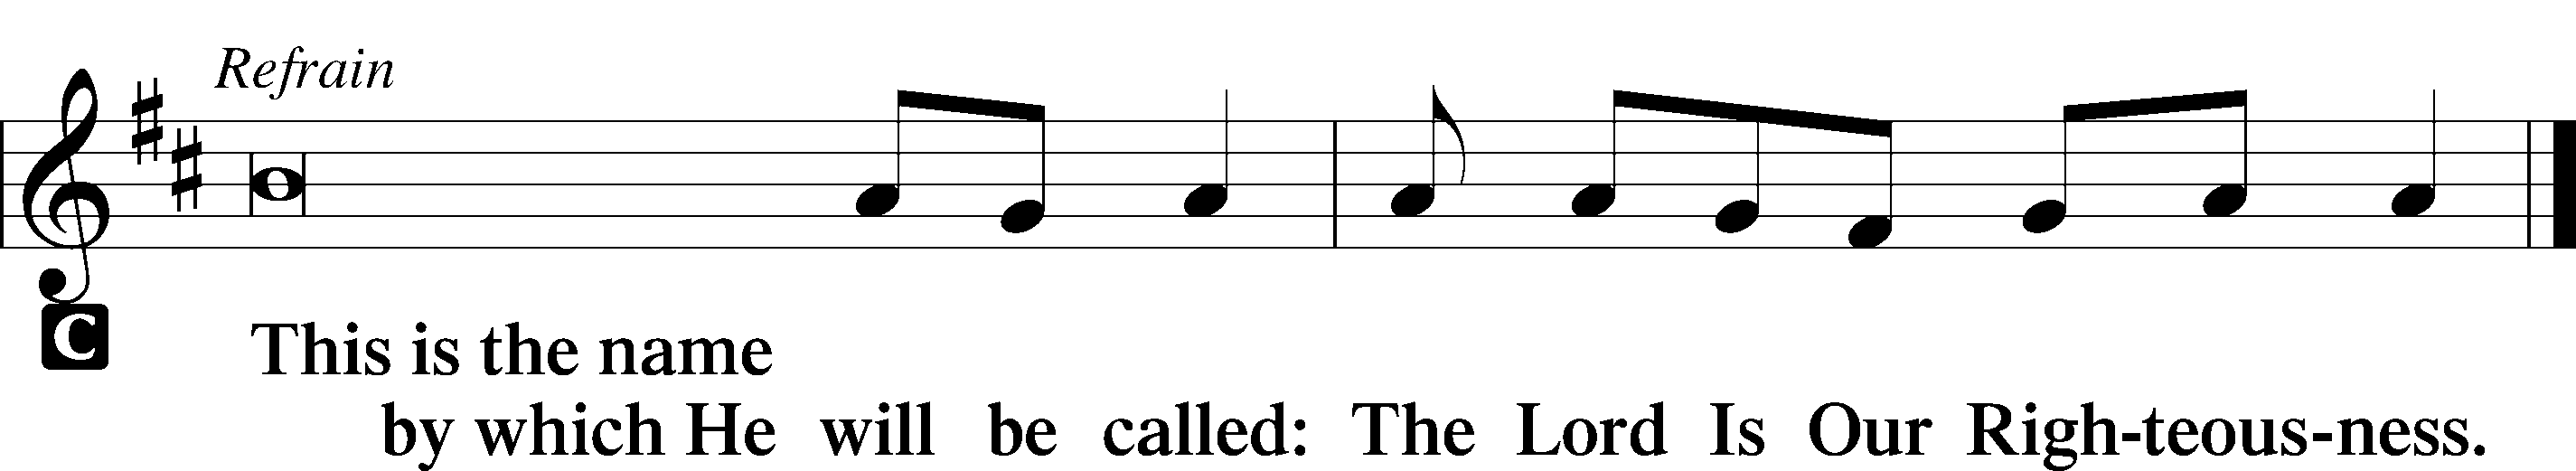 Refrain
C
This is the name
by which He will be called: The Lord Is Our Righ-teous-ness.